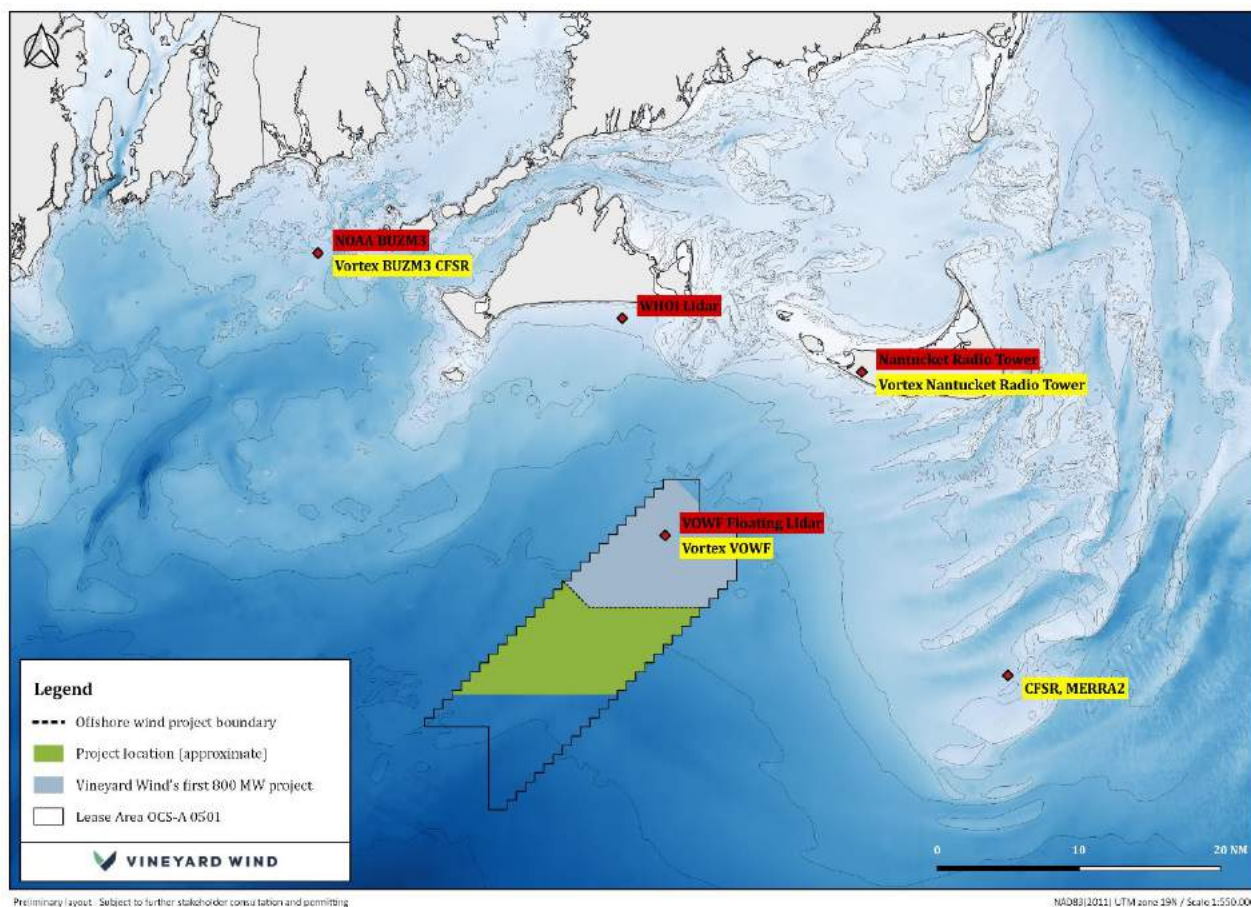 NOAA BUZM3
Vortex BUZM3 CFSR
WHOI Lidar
Nantucket Radio Tower
Vortex Nantucket Radio Tower
VOWF Floating Lidar
Vortex VOWF
CFSR, MERRA2
Legend
Offshore wind project boundary
Project location (approximate)
Vineyard Wind's first 800 MW project
Lease Area OCS-A 0501
VINEYARD WIND
0 10 20 NM
Preliminary layout - Subject to further stakeholder consultation and permitting
NAD83(2011) UTM zone 19N / Scale 1:550.000